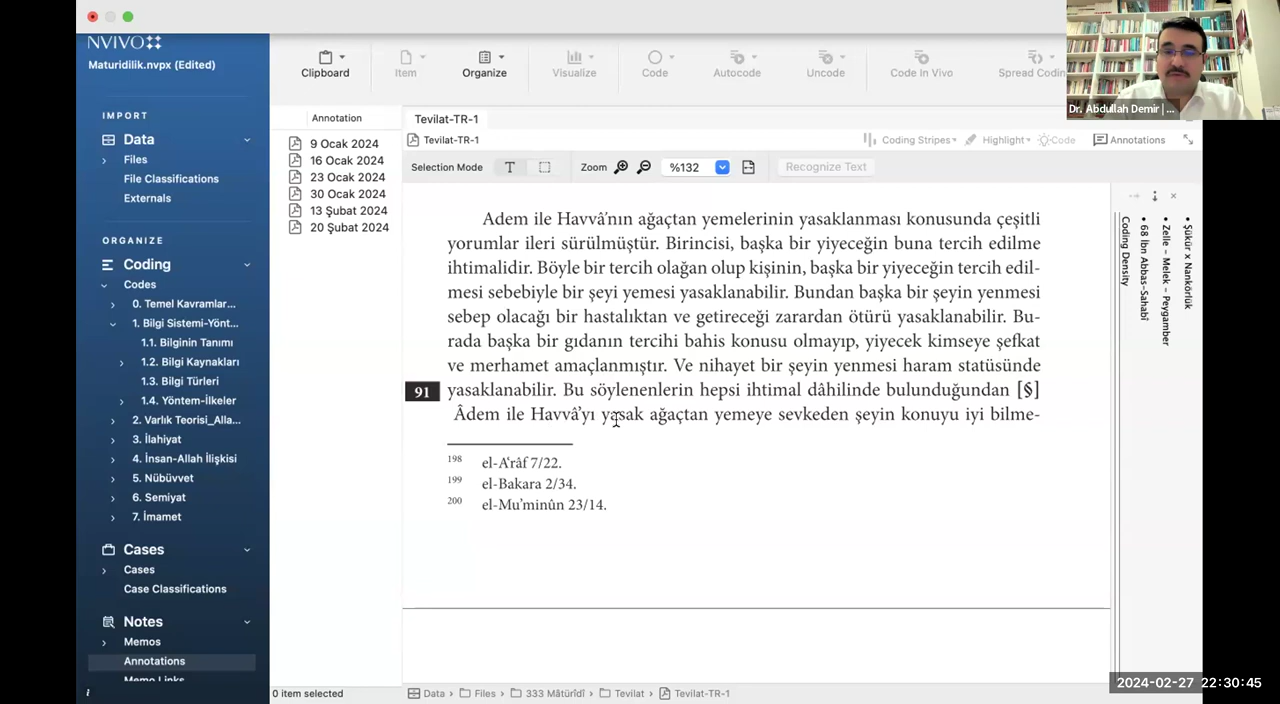 NVIVO
Maturidilik.nvpx (Edited)
IMPORT
Data
Files
File Classifications
Externals
ORGANIZE
Coding
Codes
0. Temel Kavramlar...
1. Bilgi Sistemi-Yönt...
1.1. Bilginin Tanımı
1.2. Bilgi Kaynakları
1.3. Bilgi Türleri
1.4. Yöntem-İlkeler
2. Varlık Teorisi_Alla...
3. İlahiyat
4. İnsan-Allah İlişkisi
5. Nübüvvet
6. Semiyat
7. İmamet
Cases
Cases
Case Classifications
Notes
Memos
Annotations
Memo Links
Clipboard
Item
Organize
Visualize
Code
Autocode
Uncode
Code In Vivo
Spread Codin
Dr. Abdullah Demir | ...
Annotation
9 Ocak 2024
16 Ocak 2024
23 Ocak 2024
30 Ocak 2024
13 Şubat 2024
20 Şubat 2024
0 item selected
Tevilat-TR-1
Tevilat-TR-1
Coding Stripes
Highlight
Code
Annotations
Selection Mode
T
Zoom
%132
Recognize Text
Adem ile Havvâ'nın ağaçtan yemelerinin yasaklanması konusunda çeşitli
yorumlar ileri sürülmüştür. Birincisi, başka bir yiyeceğin buna tercih edilme
ihtimalidir. Böyle bir tercih olağan olup kişinin, başka bir yiyeceğin tercih edil-
mesi sebebiyle bir şeyi yemesi yasaklanabilir. Bundan başka bir şeyin yenmesi
sebep olacağı bir hastalıktan ve getireceği zarardan ötürü yasaklanabilir. Bu-
rada başka bir gıdanın tercihi bahis konusu olmayıp, yiyecek kimseye şefkat
ve merhamet amaçlanmıştır. Ve nihayet bir şeyin yenmesi haram statüsünde
91 yasaklanabilir. Bu söylenenlerin hepsi ihtimal dâhilinde bulunduğundan [§]
Âdem ile Havvâ'yı yasak ağaçtan yemeye sevkeden şeyin konuyu iyi bilme-
198 el-A'râf 7/22.
199 el-Bakara 2/34.
200 el-Mu'minûn 23/14.
Şükür x Nankörlük
Zelle – Melek – Peygamber
68 İbn Abbas–Sahabî
Coding Density
Data
Files
333 Mâtürîdî
Tevilat
Tevilat-TR-1
2024-02-27 22:30:45